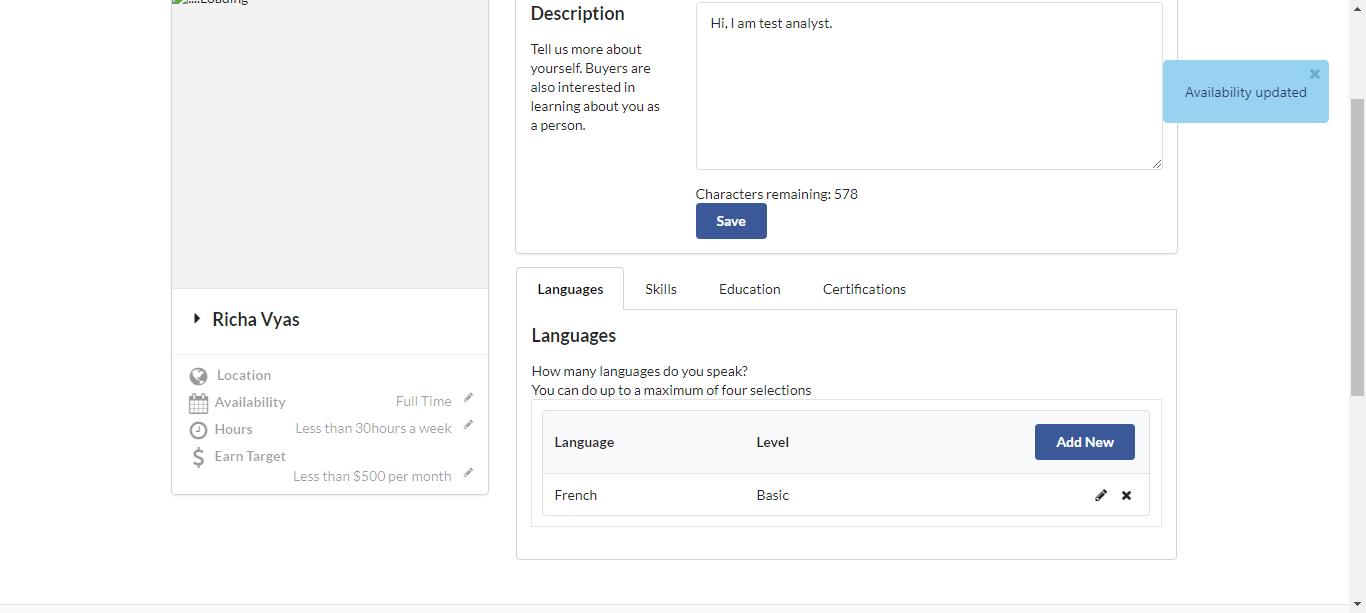 ....Loading
Description
Tell us more about
yourself. Buyers are
also interested in
learning about you as
a person.
Hi, I am test analyst.
Availability updated
Characters remaining: 578
Save
Richa Vyas
Location
Availability Full Time
Hours Less than 30hours a week
Earn Target
Less than $500 per month
Languages Skills Education Certifications
Languages
How many languages do you speak?
You can do up to a maximum of four selections
Language Level Add New
French Basic